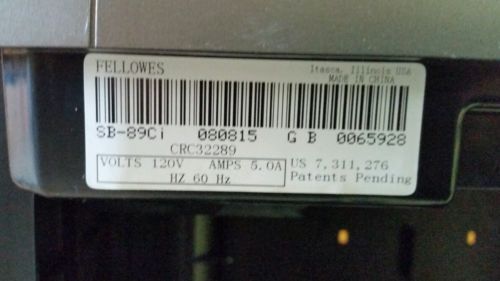 FELLOWES
Itasca, Illinois USA
MADE IN CHINA
SB-89Ci 080815 G B 0065928
CRC32289
VOLTS 120V AMPS 5.0A
HZ 60 Hz
US 7,311,276
Patents Pending